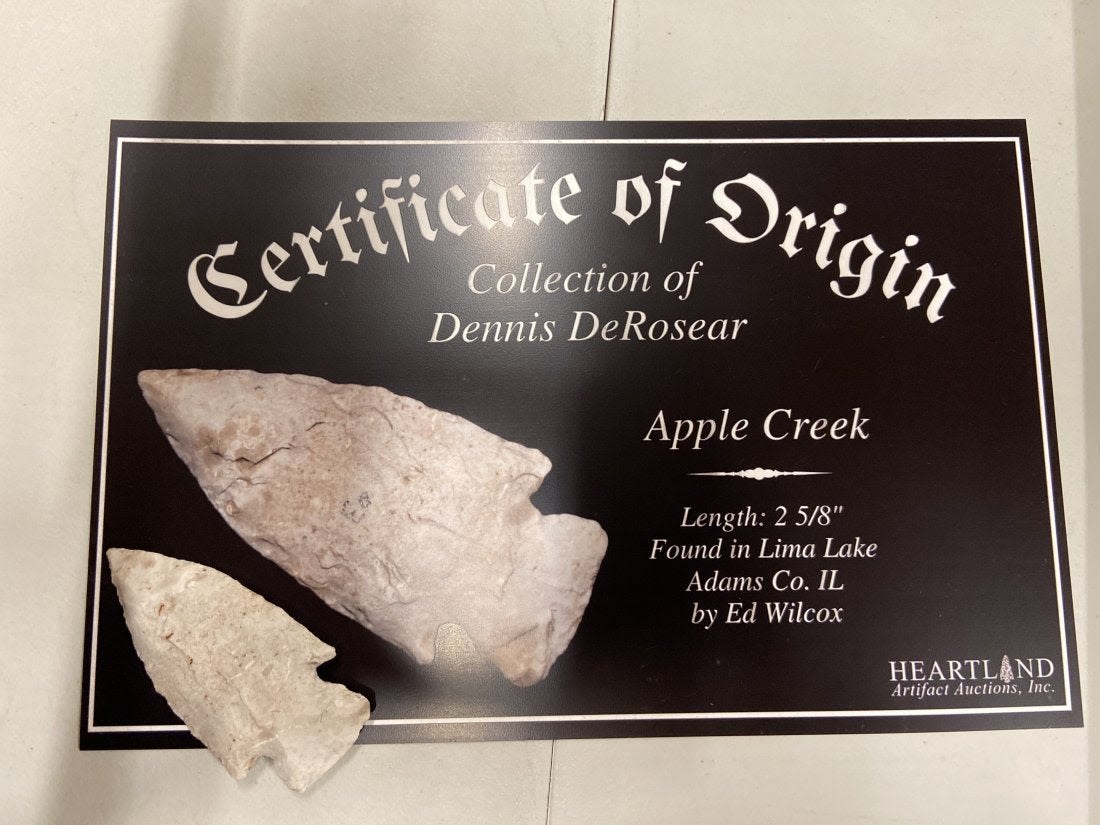 Certificate of Origin
Collection of
Dennis DeRosear
Apple Creek
Length: 2 5/8"
Found in Lima Lake
Adams Co. IL
by Ed Wilcox
HEARTLAND
Artifact Auctions, Inc.